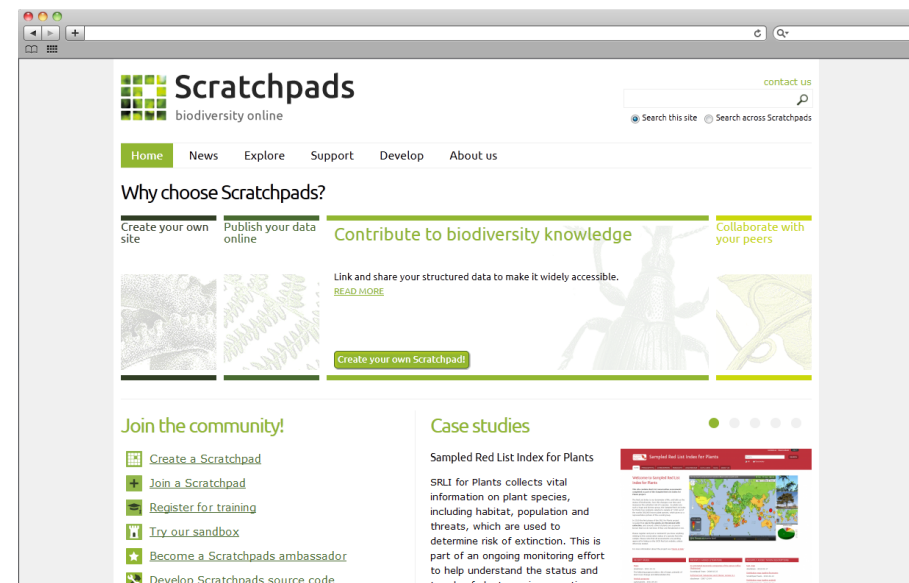 Scratchpads
biodiversity online
contact us
Search this site
Search across Scratchpads
Home News Explore Support Develop About us
Why choose Scratchpads?
Create your own
site
Publish your data
online
Contribute to biodiversity knowledge
Link and share your structured data to make it widely accessible.
READ MORE
Create your own Scratchpad!
Collaborate with
your peers
Join the community!
Create a Scratchpad
Join a Scratchpad
Register for training
Try our sandbox
Become a Scratchpads ambassador
Develop Scratchpads source code
Case studies
Sampled Red List Index for Plants
SRLI for Plants collects vital
information on plant species,
including habitat, population and
threats, which are used to
determine risk of extinction. This is
part of an ongoing monitoring effort
to help understand the status and
Sampled Red List Index for Plants